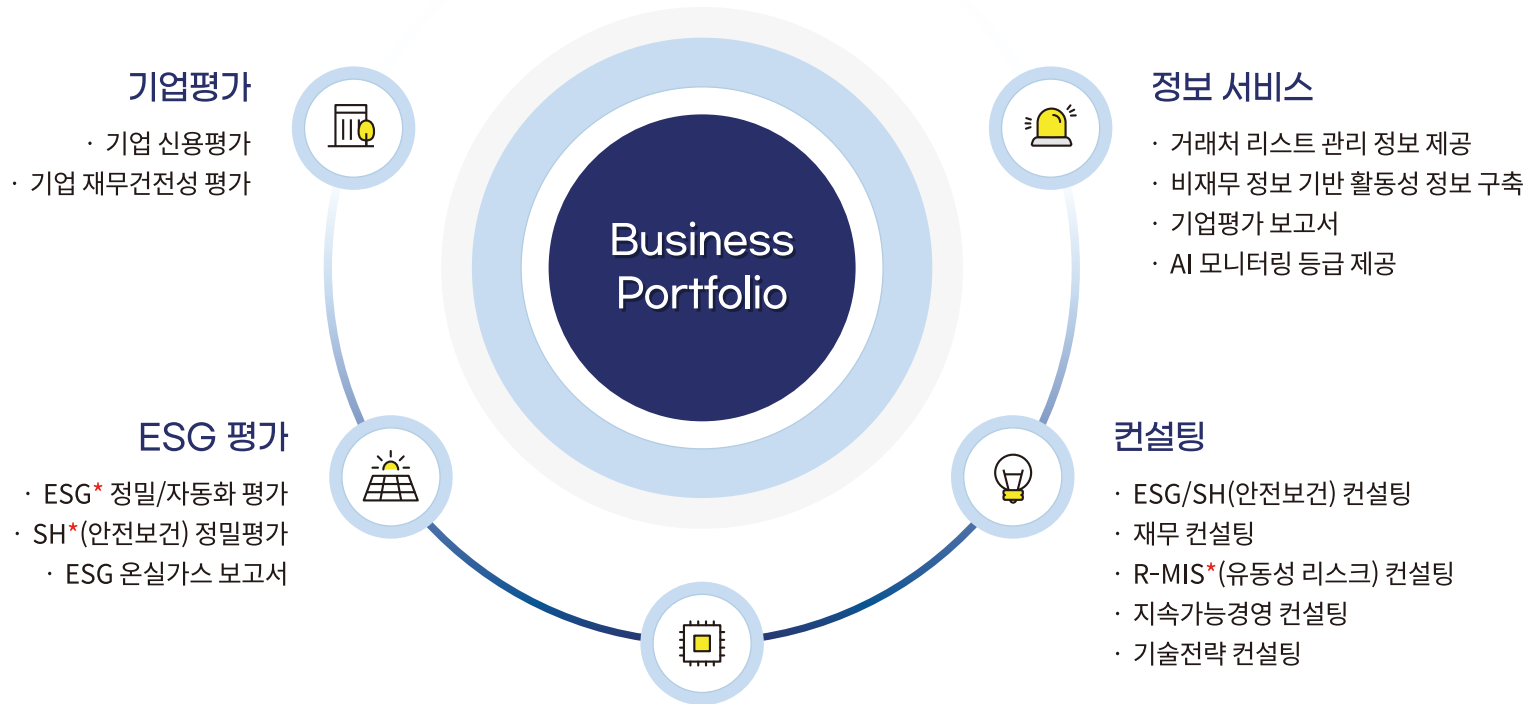 기업평가
· 기업 신용평가
· 기업 재무건전성 평가
Business
Portfolio
정보 서비스
· 거래처 리스트 관리 정보 제공
· 비재무 정보 기반 활동성 정보 구축
· 기업평가 보고서
· AI 모니터링 등급 제공
ESG 평가
· ESG* 정밀/자동화 평가
· SH*(안전보건) 정밀평가
· ESG 온실가스 보고서
컨설팅
· ESG/SH(안전보건) 컨설팅
· 재무 컨설팅
· R-MIS*(유동성 리스크) 컨설팅
· 지속가능경영 컨설팅
· 기술전략 컨설팅